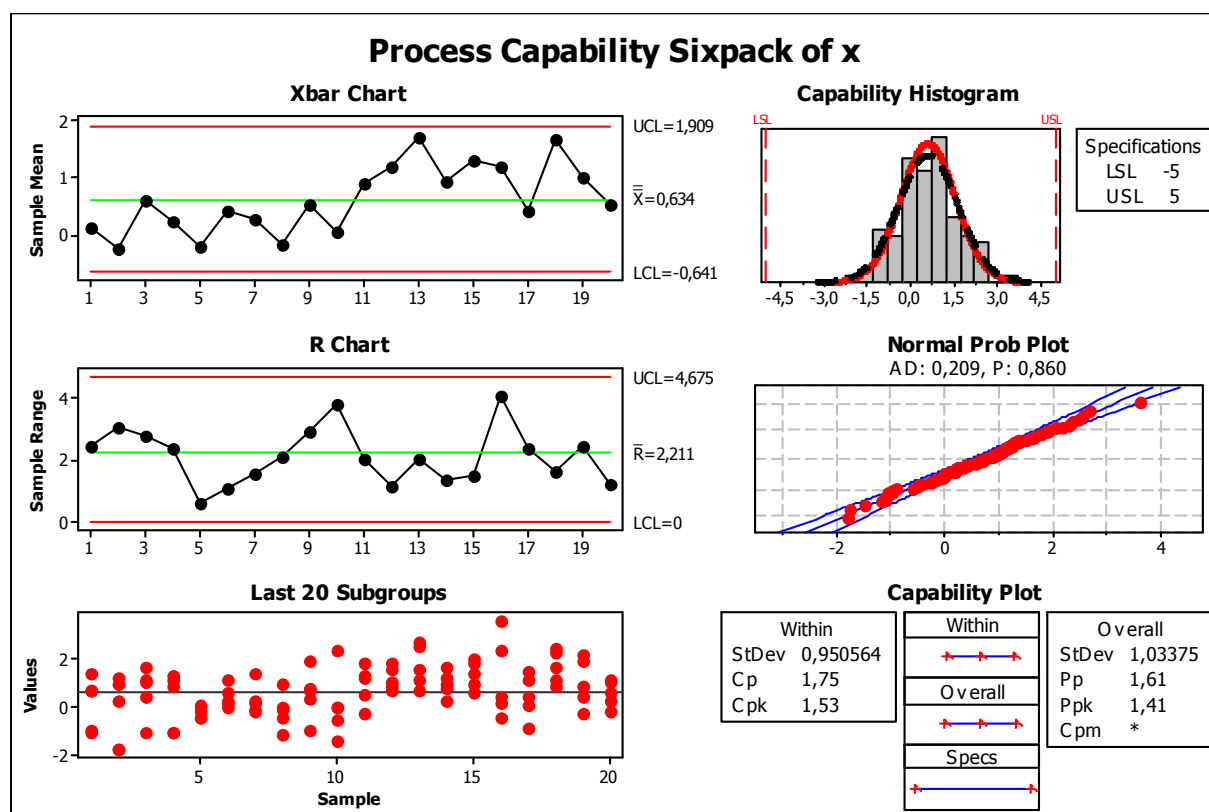 Process Capability Sixpack of x
Xbar Chart
Sample Mean
2
1
0
1 3 5 7 9 11 13 15 17 19
UCL=1,909
X=0,634
LCL=-0,641
Capability Histogram
LSL USL
-4,5 -3,0 -1,5 0,0 1,5 3,0 4,5
Specifications
LSL -5
USL 5
R Chart
Sample Range
4
2
0
1 3 5 7 9 11 13 15 17 19
UCL=4,675
R=2,211
LCL=0
Normal Prob Plot
AD: 0,209, P: 0,860
-2 0 2 4
Last 20 Subgroups
Values
2
0
-2
5 10 15 20
Sample
Capability Plot
Within
StDev 0,950564
Cp 1,75
Cpk 1,53
Within
Overall
Specs
Overall
StDev 1,03375
Pp 1,61
Ppk 1,41
Cpm *